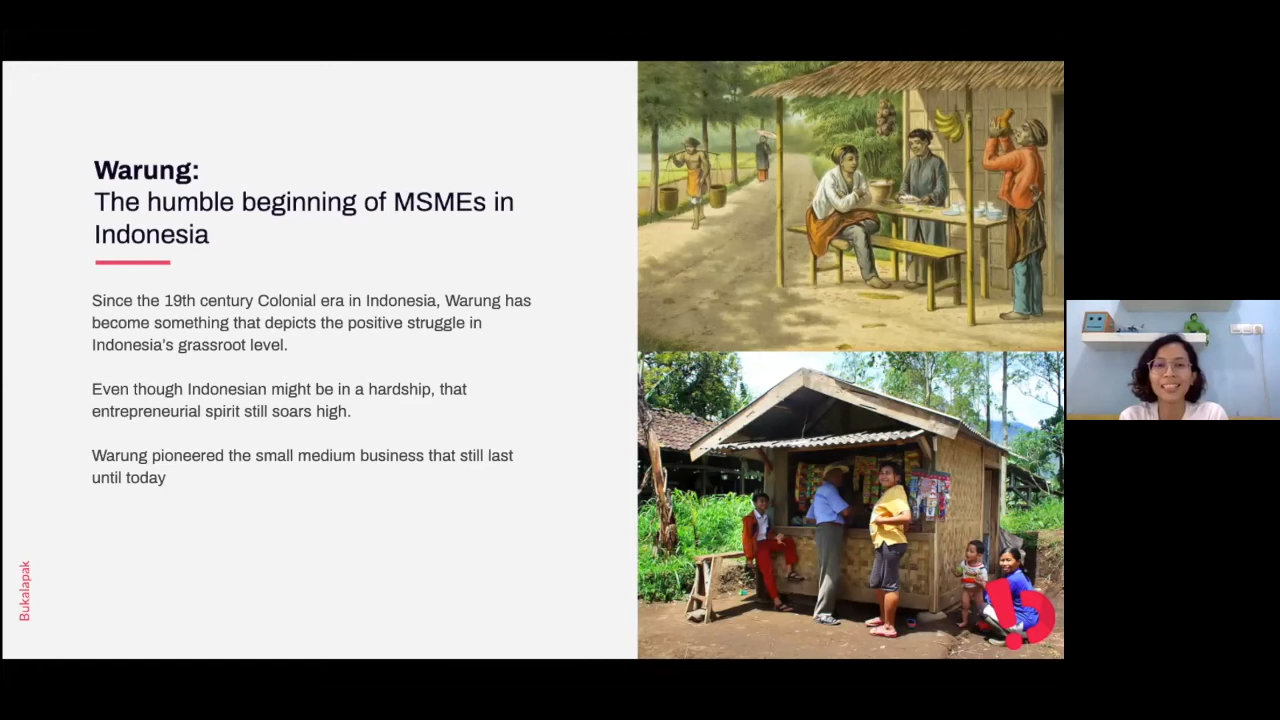 Warung:
The humble beginning of MSMEs in
Indonesia
Since the 19th century Colonial era in Indonesia, Warung has
become something that depicts the positive struggle in
Indonesia's grassroot level.
Even though Indonesian might be in a hardship, that
entrepreneurial spirit still soars high.
Warung pioneered the small medium business that still last
until today
Bukalapak